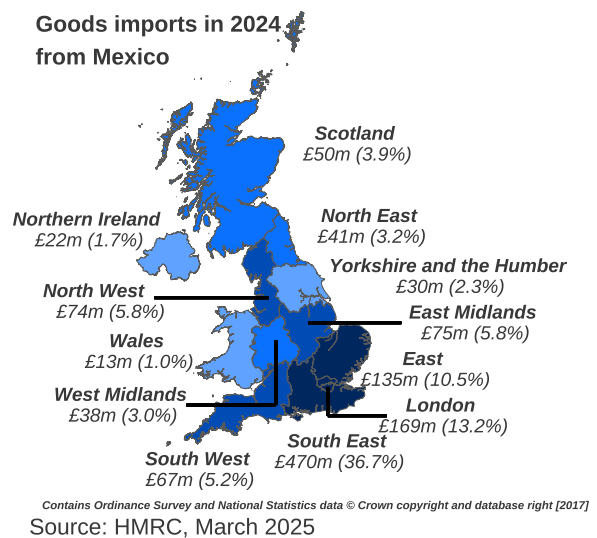 Goods imports in 2024
from Mexico
Scotland
£50m (3.9%)
Northern Ireland
£22m (1.7%)
North East
£41m (3.2%)
Yorkshire and the Humber
£30m (2.3%)
North West
£74m (5.8%)
East Midlands
£75m (5.8%)
Wales
£13m (1.0%)
East
£135m (10.5%)
West Midlands
£38m (3.0%)
London
£169m (13.2%)
South East
£470m (36.7%)
South West
£67m (5.2%)
Contains Ordinance Survey and National Statistics data © Crown copyright and database right [2017]
Source: HMRC, March 2025